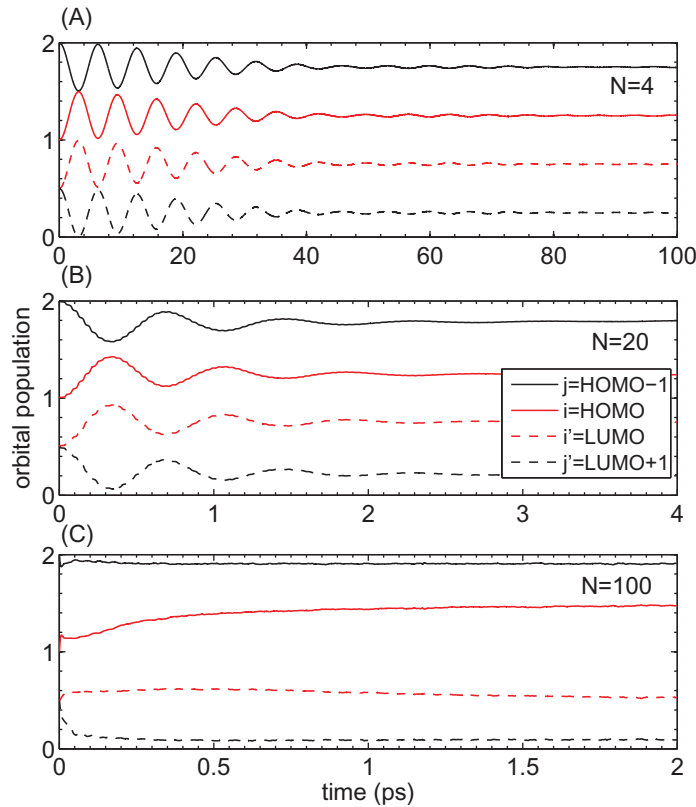 (A)
2
1
0
0 20 40 60 80 100
N=4
(B)
2
1
0
0 1 2 3 4
N=20
j=HOMO−1
i=HOMO
i'=LUMO
j'=LUMO+1
orbital population
(C)
2
1
0
0 0.5 1 1.5 2
N=100
time (ps)